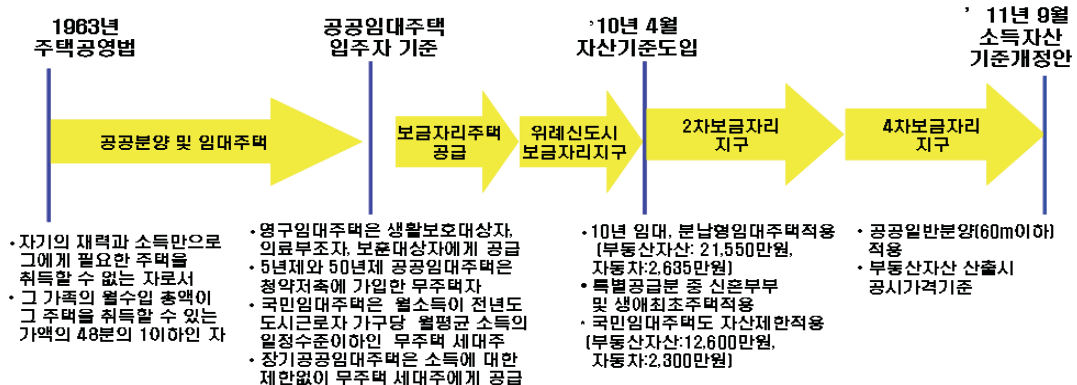 1963년
주택공영법
공공임대주택
입주자 기준
'10년 4월
자산기준도입
' 11년 9월
소득자산
기준개정안
공공분양 및 임대주택
보금자리주택
공급
위례신도시
보금자리지구
2차보금자리
지구
4차보금자리
지구
• 자기의 재력과 소득만으로
그에게 필요한 주택을
취득할 수 없는 자로서
• 그 가족의 월수입 총액이
그 주택을 취득할 수 있는
가액의 48분의 1이하인 자
• 영구임대주택은 생활보호대상자,
의료부조자, 보훈대상자에게 공급
• 5년제와 50년제 공공임대주택은
청약저축에 가입한 무주택자
• 국민임대주택은 월소득이 전년도
도시근로자 가구당 월평균 소득의
일정수준이하인 무주택 세대주
• 장기공공임대주택은 소득에 대한
제한없이 무주택 세대주에게 공급
• 10년 임대, 분납형임대주택적용
(부동산자산: 21,550만원,
자동차:2,635만원)
• 특별공급분 중 신혼부부
및 생애최초주택적용
• 국민임대주택도 자산제한적용
(부동산자산:12,600만원,
자동차:2,300만원)
• 공공일반분양(60m이하)
적용
• 부동산자산 산출시
공시가격기준